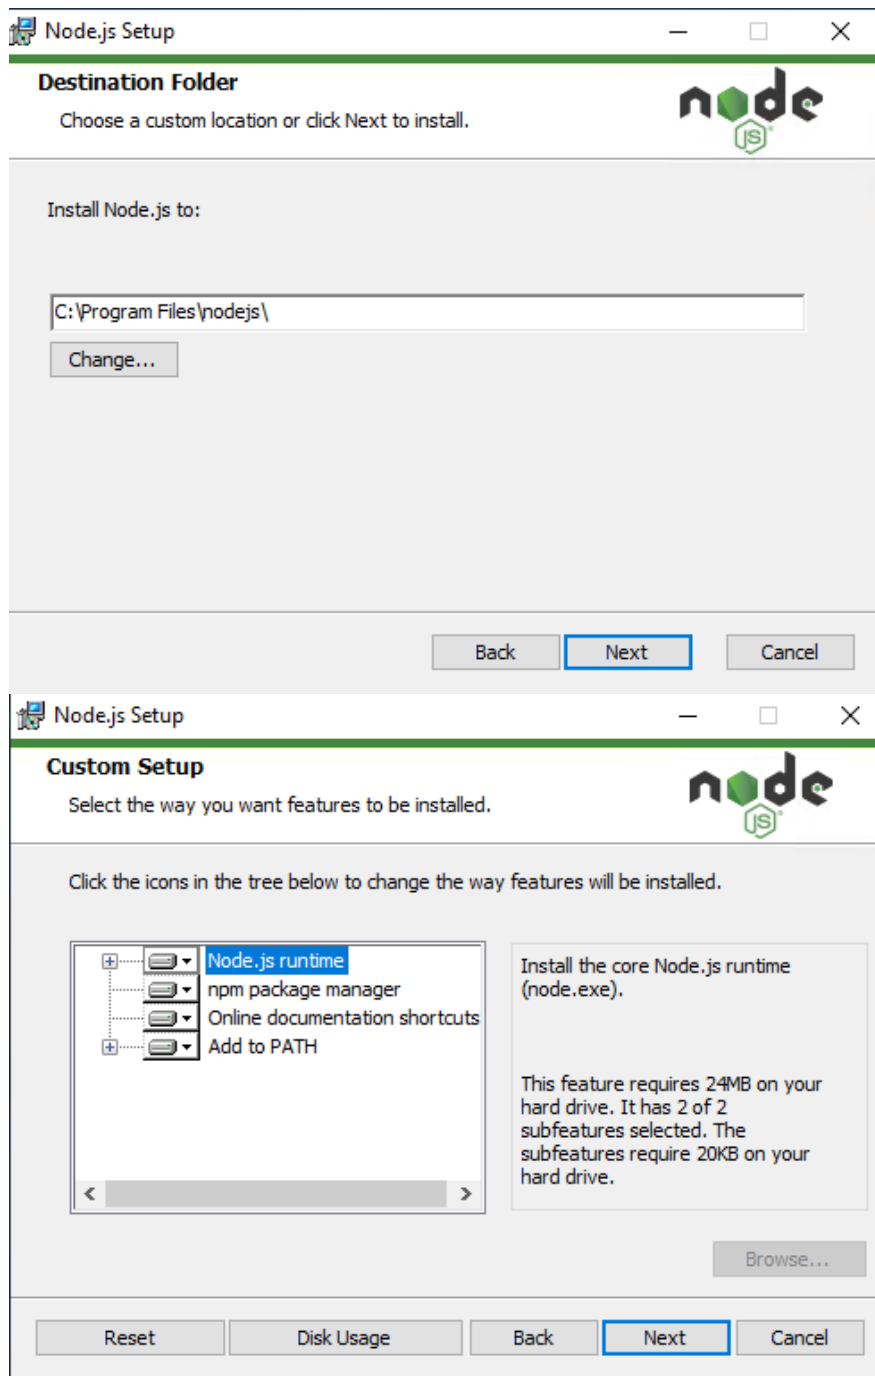 Node.js Setup
Destination Folder
Choose a custom location or click Next to install.
node
JS
Install Node.js to:
C:\Program Files\nodejs\
Change...
Back
Next
Cancel
Node.js Setup
Custom Setup
Select the way you want features to be installed.
node
JS
Click the icons in the tree below to change the way features will be installed.
Node.js runtime
npm package manager
Online documentation shortcuts
Add to PATH
Install the core Node.js runtime
(node.exe).
This feature requires 24MB on your
hard drive. It has 2 of 2
subfeatures selected. The
subfeatures require 20KB on your
hard drive.
Browse...
Reset
Disk Usage
Back
Next
Cancel